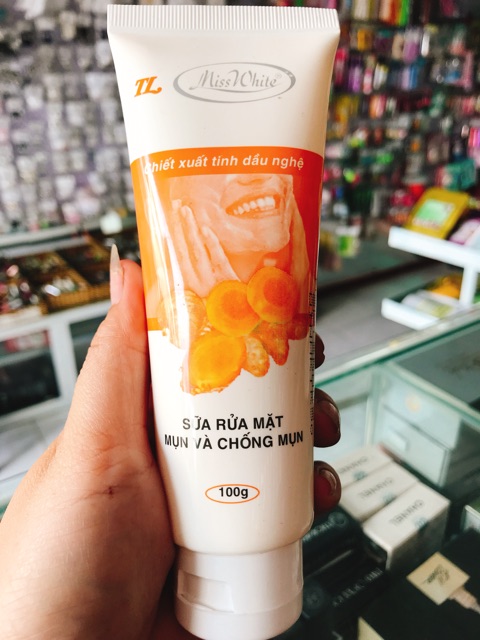 TL
Miss White
Chiết xuất tinh dầu nghệ
SỮA RỬA MẶT
MỤN VÀ CHỐNG MỤN
100g